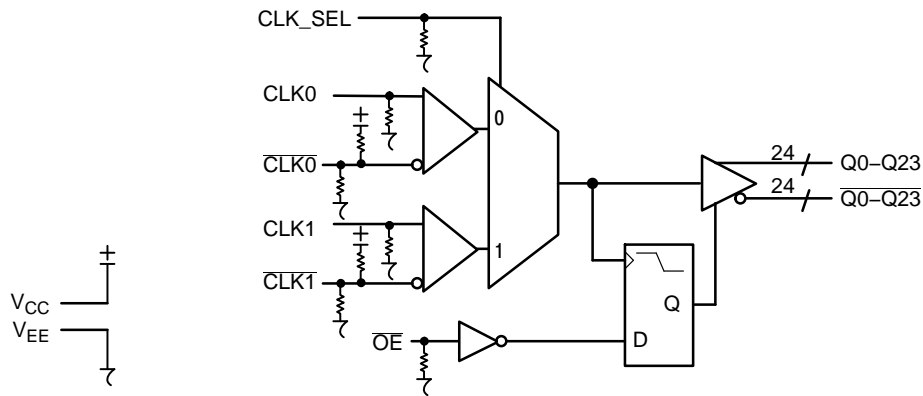 CLK_SEL
CLK0
0
24
Q0–Q23
CLK0
24
Q0–Q23
CLK1
1
CLK1
VCC
Q
VEE
OE
D